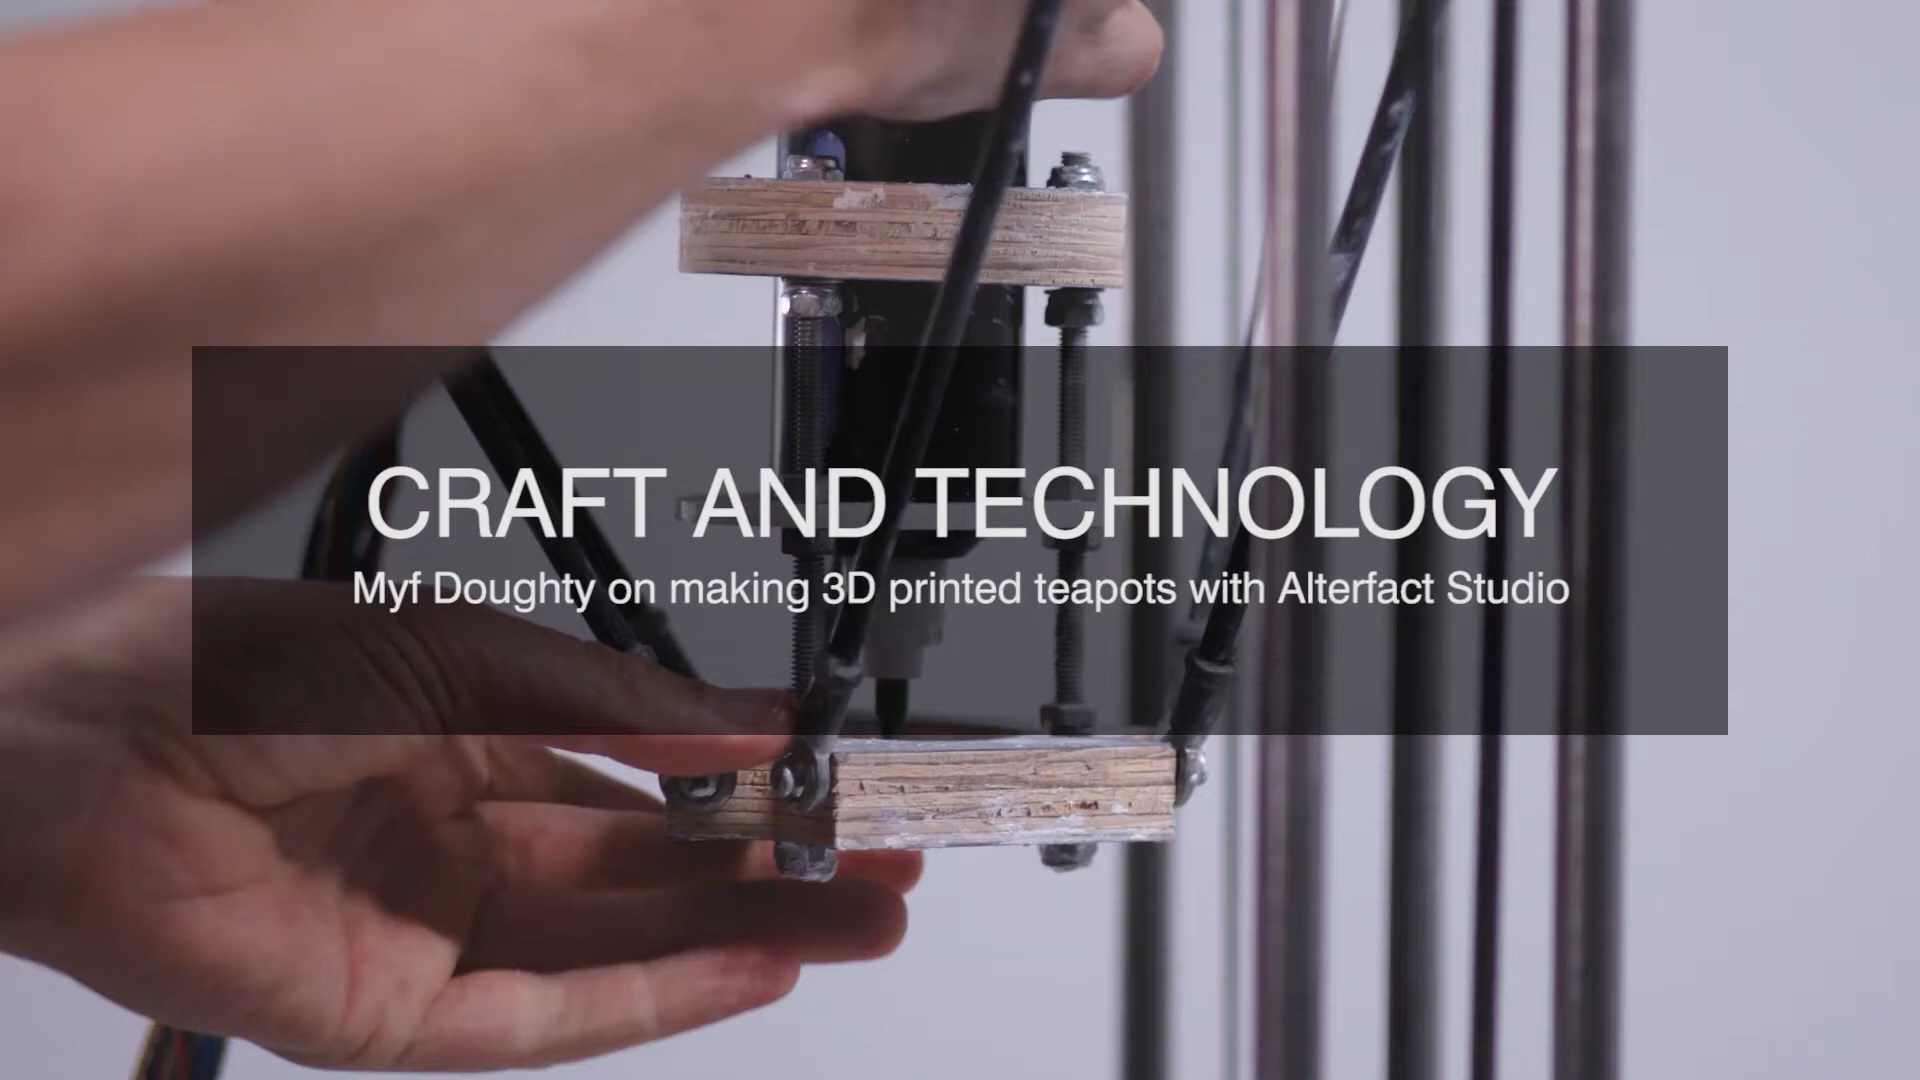 CRAFT AND TECHNOLOGY
Myf Doughty on making 3D printed teapots with Alterfact Studio